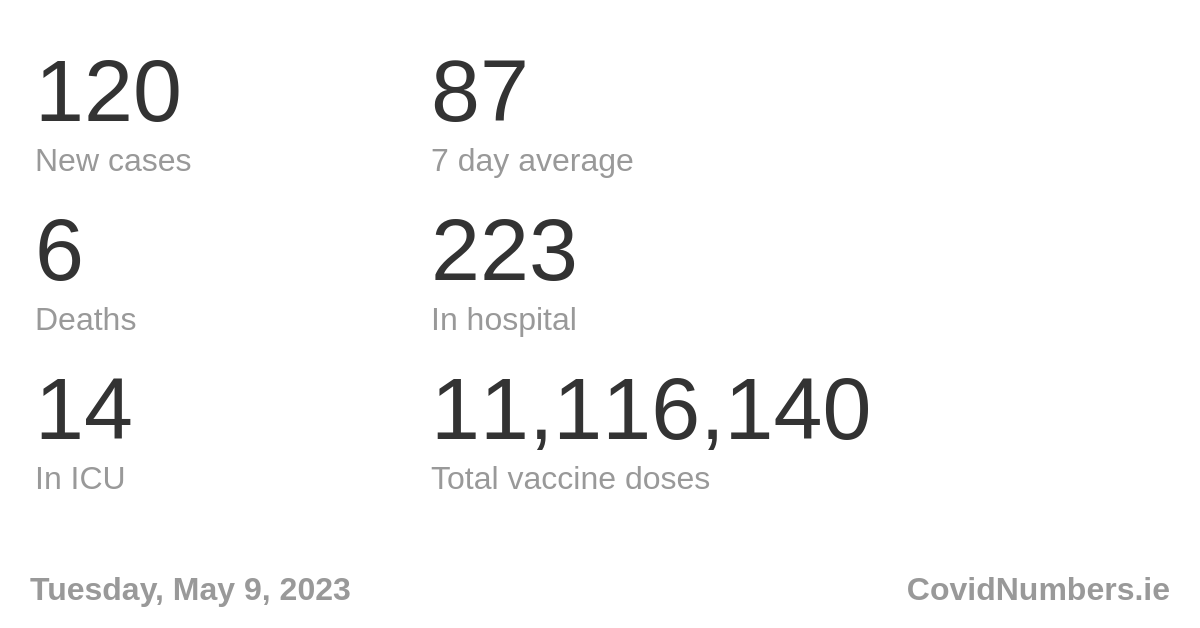 120
New cases
87
7 day average
6
Deaths
223
In hospital
14
In ICU
11,116,140
Total vaccine doses
Tuesday, May 9, 2023
CovidNumbers.ie